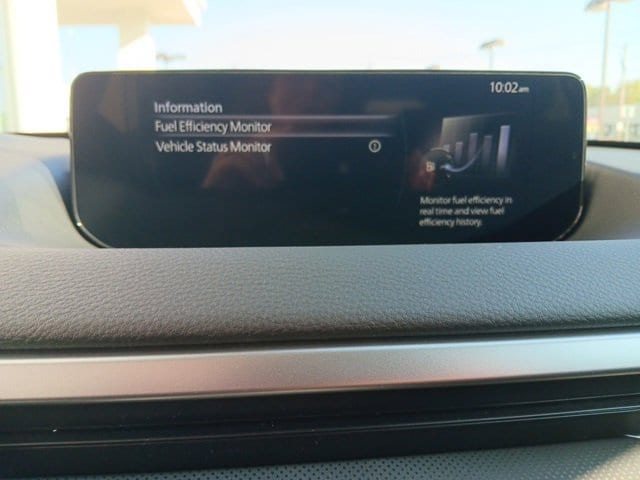 10:02am
Information
Fuel Efficiency Monitor
Vehicle Status Monitor
Monitor fuel efficiency in
real time and view fuel
efficiency history.